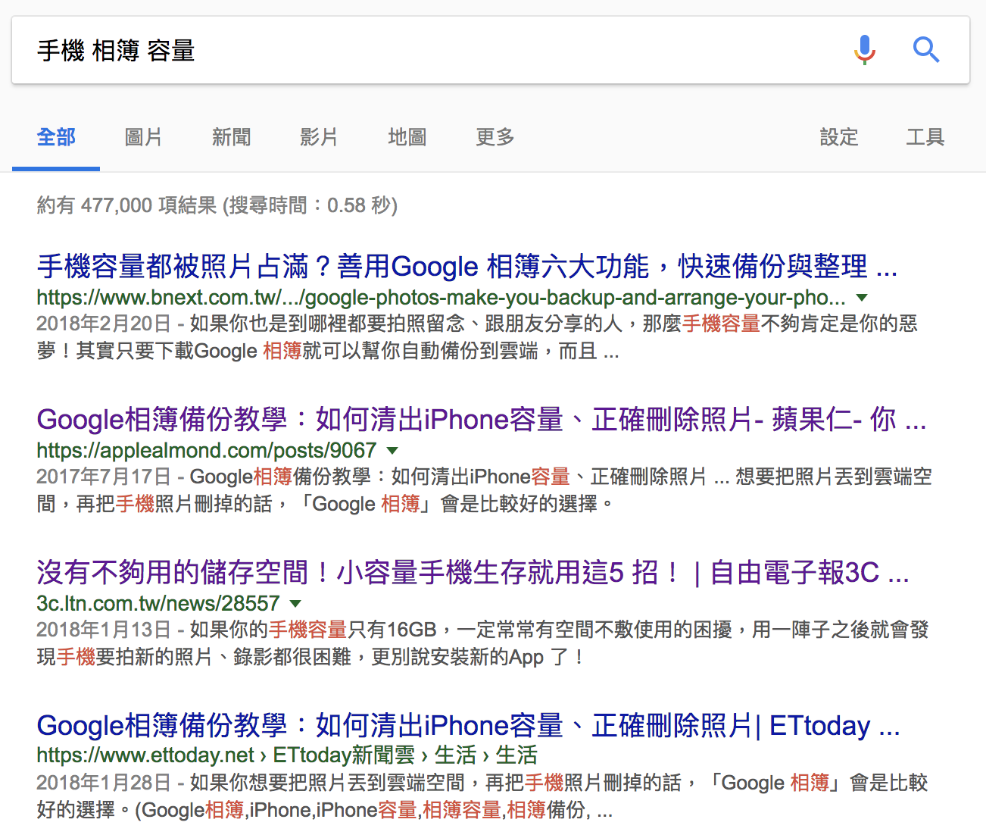 手機 相簿 容量
全部 圖片 新聞 影片 地圖 更多 設定 工具
約有 477,000 項結果 (搜尋時間：0.58 秒)
手機容量都被照片占滿？善用Google 相簿六大功能，快速備份與整理 ...
https://www.bnext.com.tw/.../google-photos-make-you-backup-and-arrange-your-pho...
2018年2月20日 - 如果你也是到哪裡都要拍照留念、跟朋友分享的人，那麼手機容量不夠肯定是你的惡
夢！其實只要下載Google 相簿就可以幫你自動備份到雲端，而且 ...
Google相簿備份教學：如何清出iPhone容量、正確刪除照片- 蘋果仁- 你 ...
https://applealmond.com/posts/9067
2017年7月17日 - Google相簿備份教學：如何清出iPhone容量、正確刪除照片 ... 想要把照片丟到雲端空
間，再把手機照片刪掉的話，「Google 相簿」會是比較好的選擇。
沒有不夠用的儲存空間！小容量手機生存就用這5 招！ | 自由電子報3C ...
3c.ltn.com.tw/news/28557
2018年1月13日 - 如果你的手機容量只有16GB，一定常常有空間不敷使用的困擾，用一陣子之後就會發
現手機要拍新的照片、錄影都很困難，更別說安裝新的App 了！
Google相簿備份教學：如何清出iPhone容量、正確刪除照片| ETtoday ...
https://www.ettoday.net › ETtoday新聞雲 › 生活 › 生活
2018年1月28日 - 如果你想要把照片丟到雲端空間，再把手機照片刪掉的話，「Google 相簿」會是比較
好的選擇。(Google相簿,iPhone,iPhone容量,相簿容量,相簿備份, ...